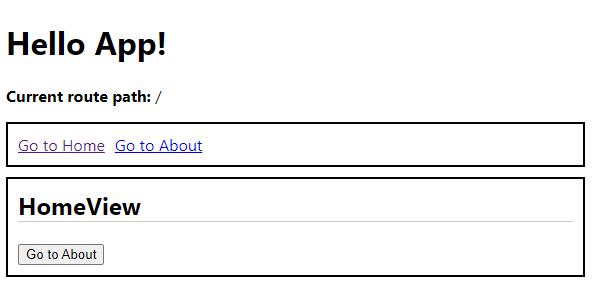 Hello App!
Current route path: /
Go to Home Go to About
HomeView
Go to About